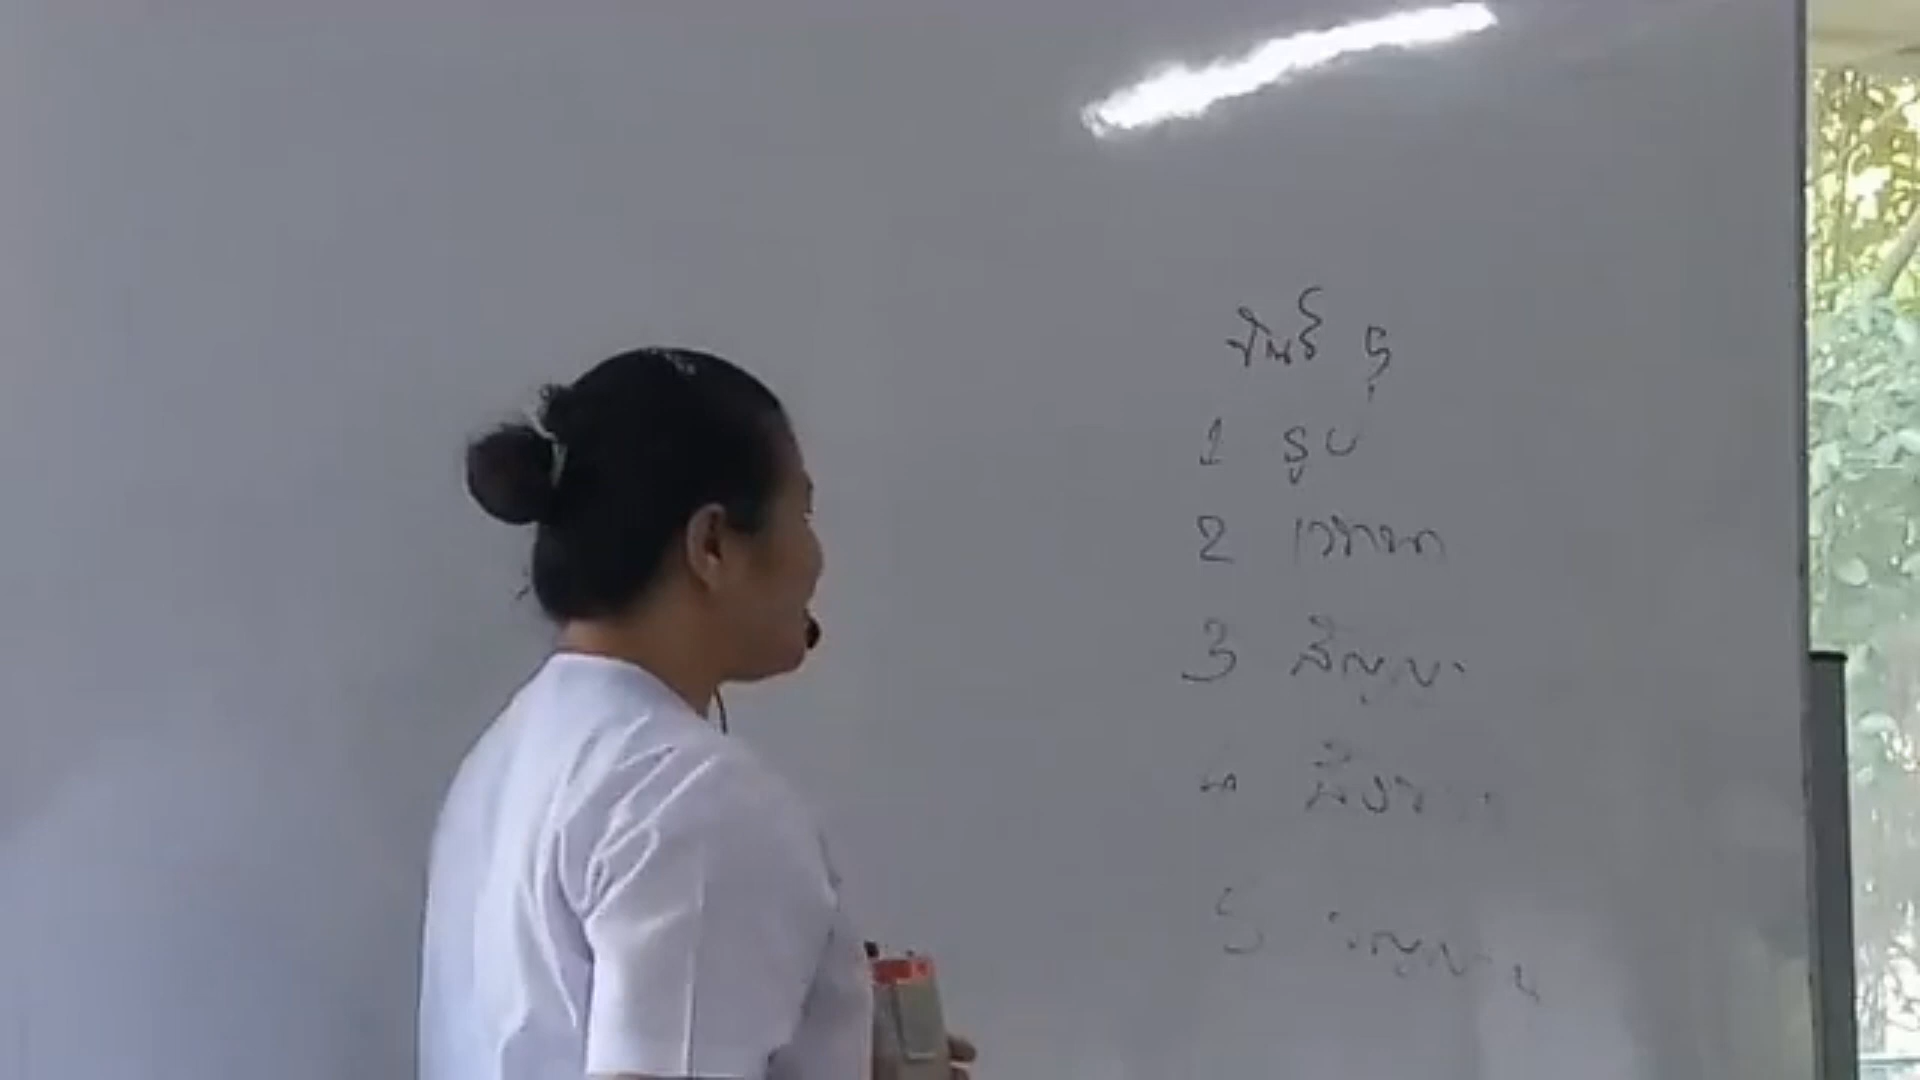 ขันธ์ 5
1 รูป
2 เวทนา
3 สัญญา
4 สังขาร
5 วิญญาณ